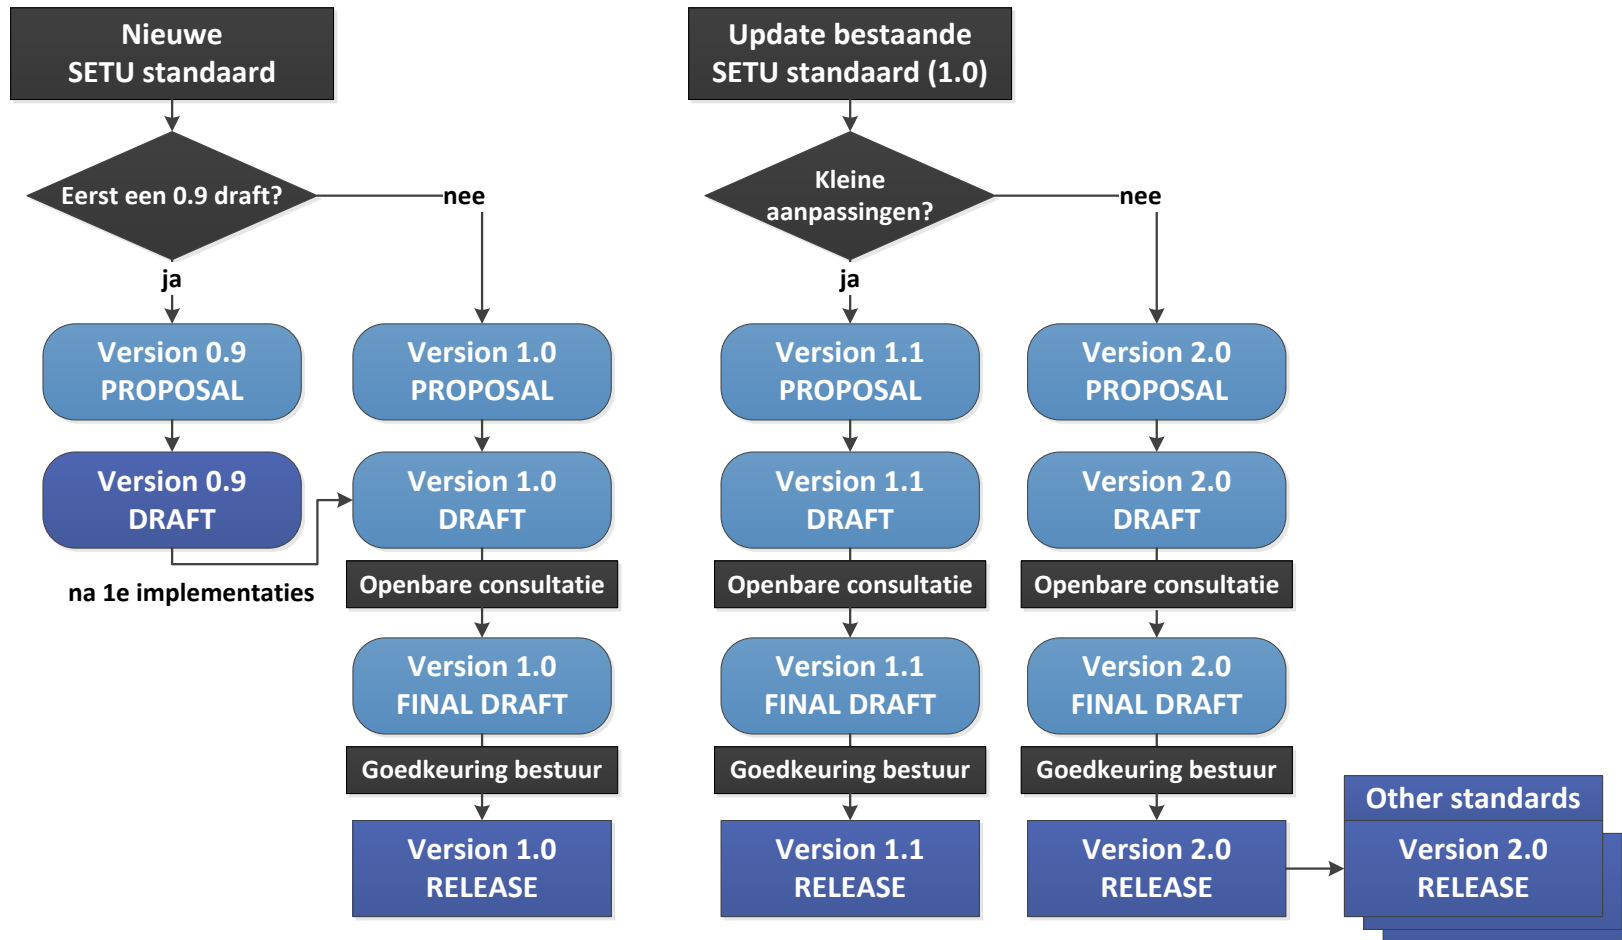 Nieuwe
SETU standaard
Eerst een 0.9 draft?
nee
ja
Version 0.9
PROPOSAL
Version 1.0
PROPOSAL
Version 0.9
DRAFT
Version 1.0
DRAFT
na 1e implementaties
Openbare consultatie
Version 1.0
FINAL DRAFT
Goedkeuring bestuur
Version 1.0
RELEASE
Update bestaande
SETU standaard (1.0)
Kleine
aanpassingen?
nee
ja
Version 1.1
PROPOSAL
Version 2.0
PROPOSAL
Version 1.1
DRAFT
Version 2.0
DRAFT
Openbare consultatie
Openbare consultatie
Version 1.1
FINAL DRAFT
Version 2.0
FINAL DRAFT
Goedkeuring bestuur
Goedkeuring bestuur
Version 1.1
RELEASE
Version 2.0
RELEASE
Other standards
Version 2.0
RELEASE